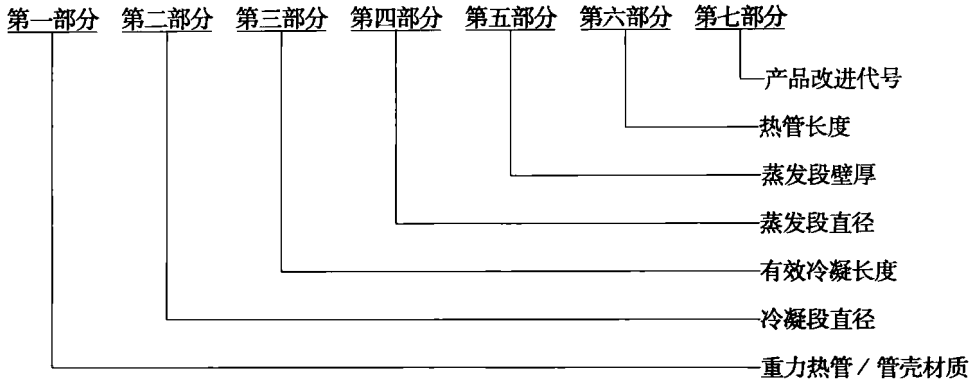 第一部分 第二部分 第三部分 第四部分 第五部分 第六部分 第七部分
产品改进代号
热管长度
蒸发段壁厚
蒸发段直径
有效冷凝长度
冷凝段直径
重力热管/管壳材质